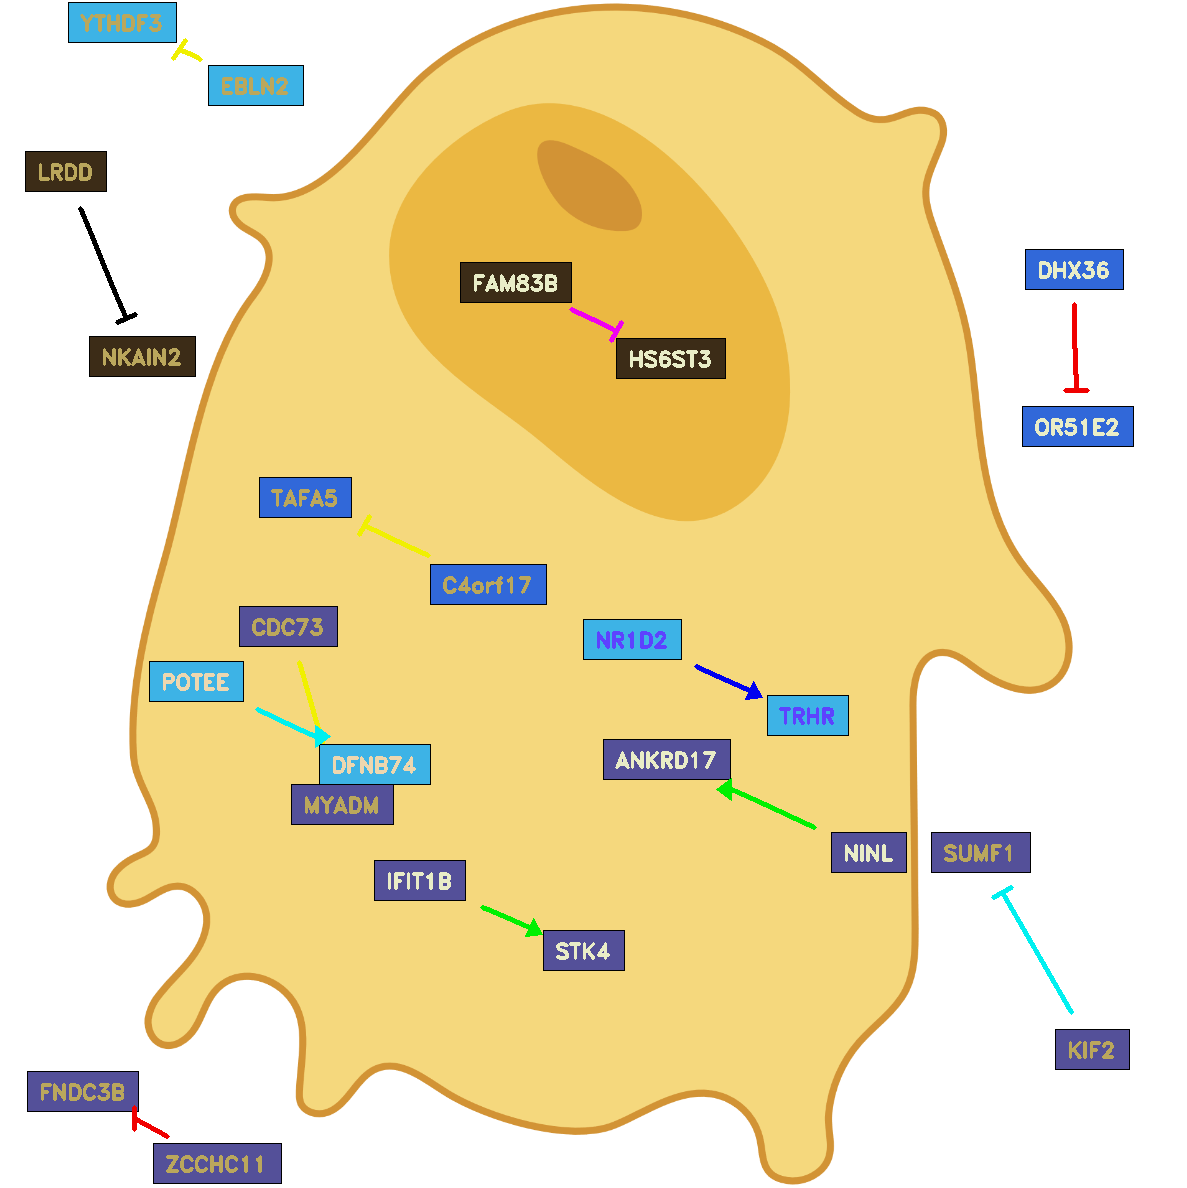 YTHDF3
EBLN2
LRDD
NKAIN2
FAM83B
HS6ST3
DHX36
OR51E2
TAFA5
C4orf17
CDC73
POTEE
NR1D2
TRHR
DFNB74
MYADM
ANKRD17
NINL
SUMF1
IFIT1B
STK4
KIF2
FNDC3B
ZCCHC11